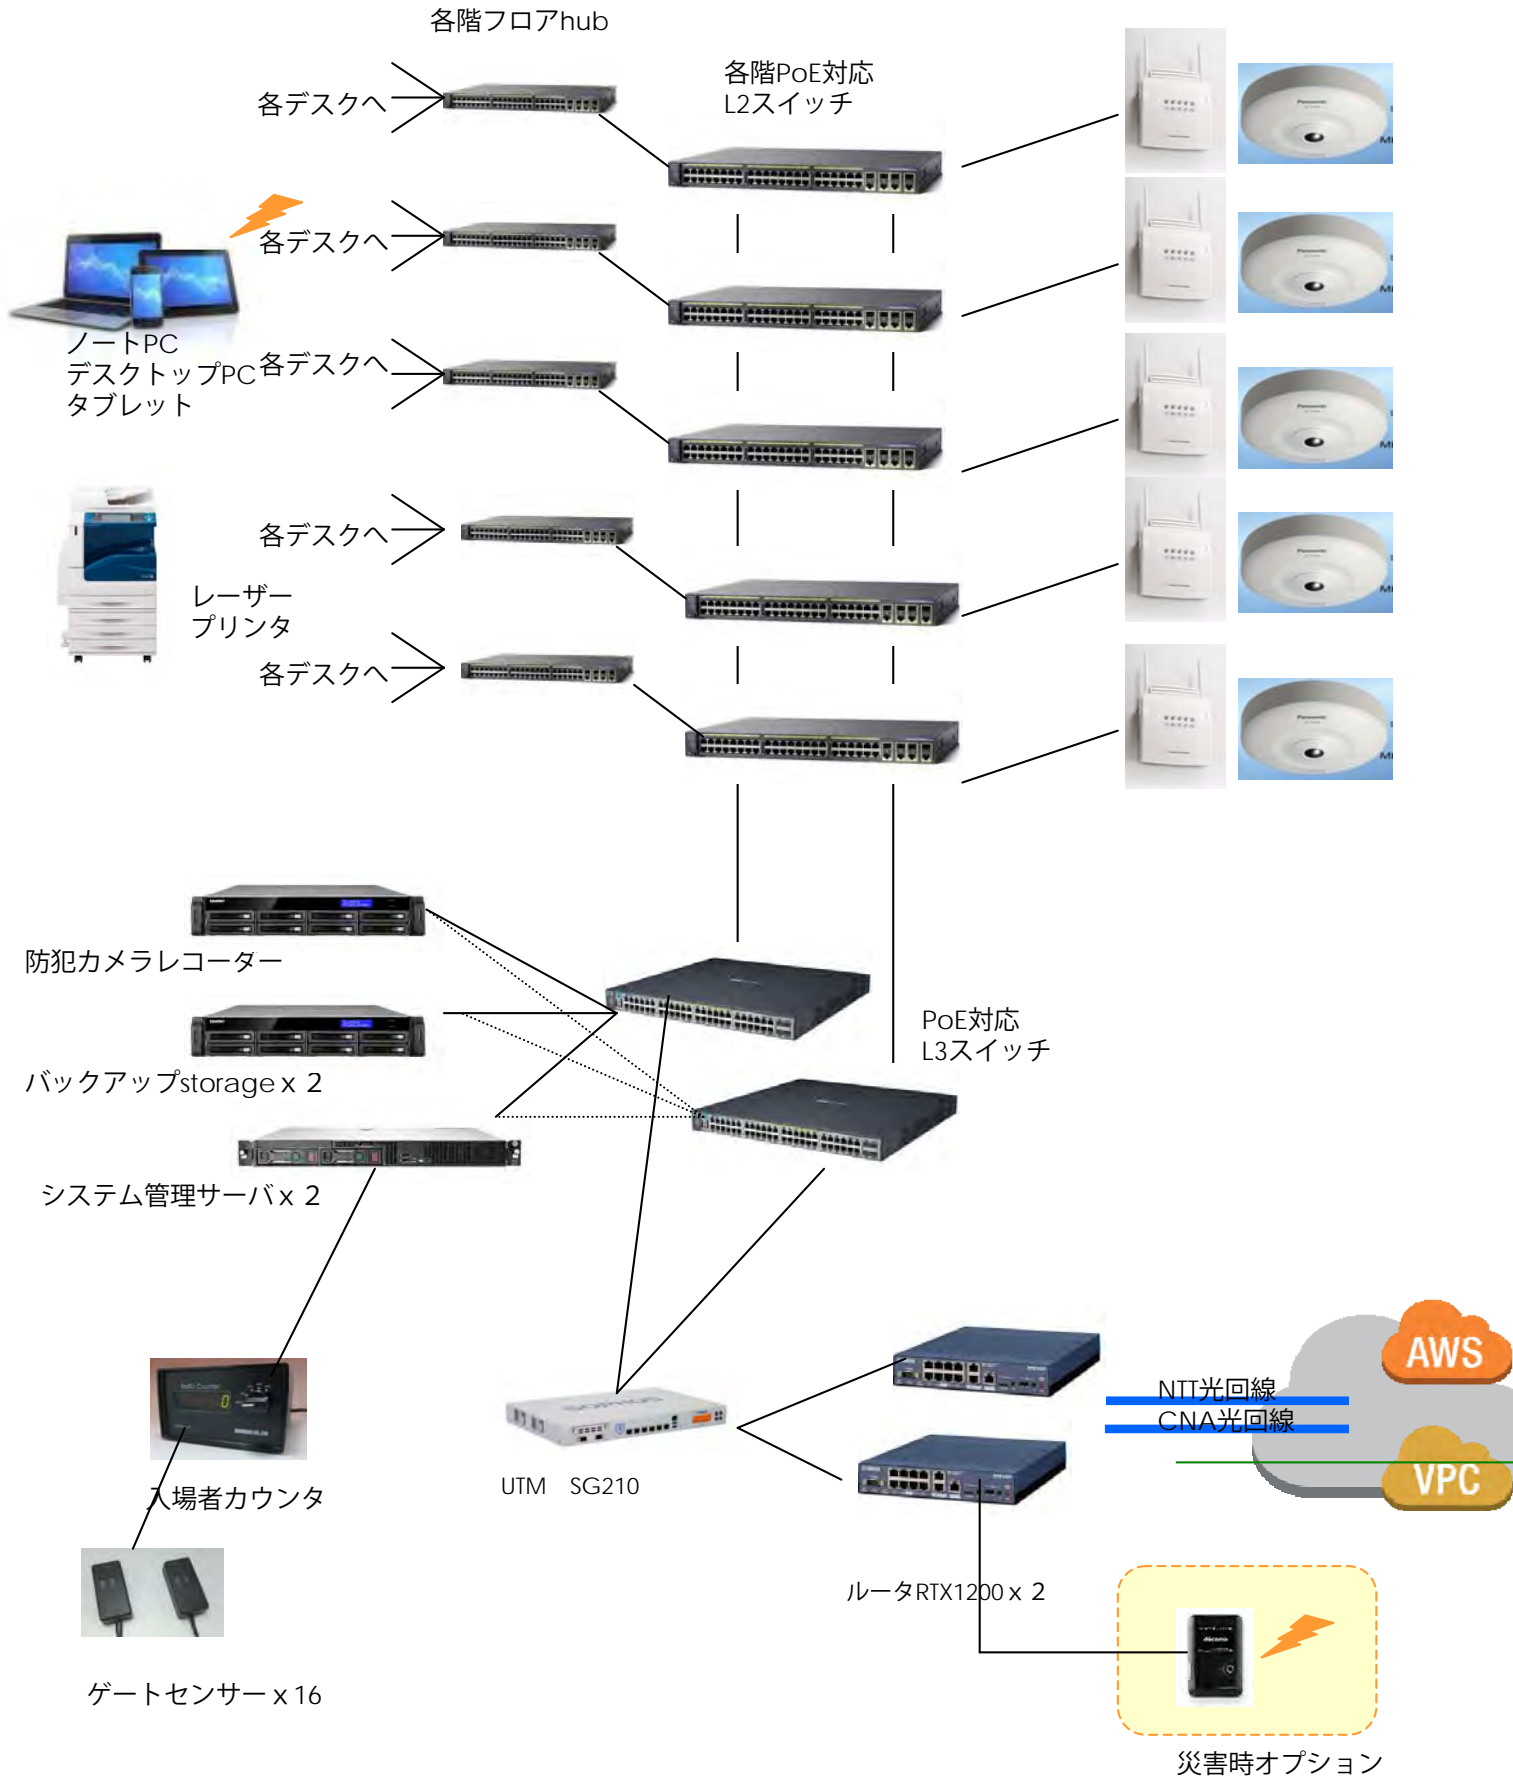 各階フロアhub
各階PoE対応
L2スイッチ
各デスクへ
各デスクへ
ノートPC
デスクトップPC
タブレット
各デスクへ
各デスクへ
レーザー
プリンタ
各デスクへ
防犯カメラレコーダー
PoE対応
L3スイッチ
バックアップstorage x 2
システム管理サーバ x 2
AWS
NTT光回線
CNA光回線
VPC
UTM SG210
入場者カウンタ
ルータRTX1200 x 2
ゲートセンサー x 16
災害時オプション